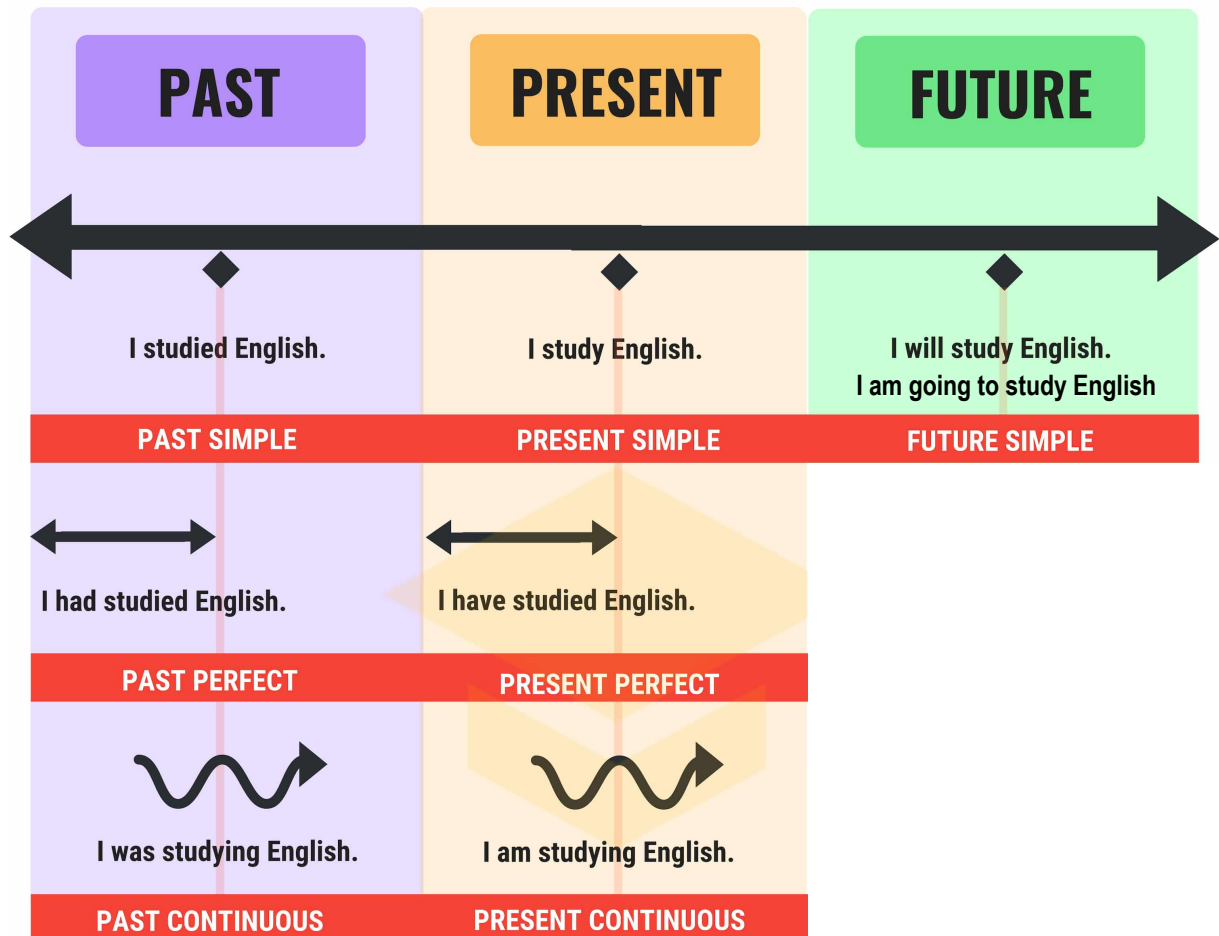 PAST
PRESENT
FUTURE
I studied English.
I study English.
I will study English.
I am going to study English
PAST SIMPLE
PRESENT SIMPLE
FUTURE SIMPLE
I had studied English.
I have studied English.
PAST PERFECT
PRESENT PERFECT
I was studying English.
I am studying English.
PAST CONTINUOUS
PRESENT CONTINUOUS